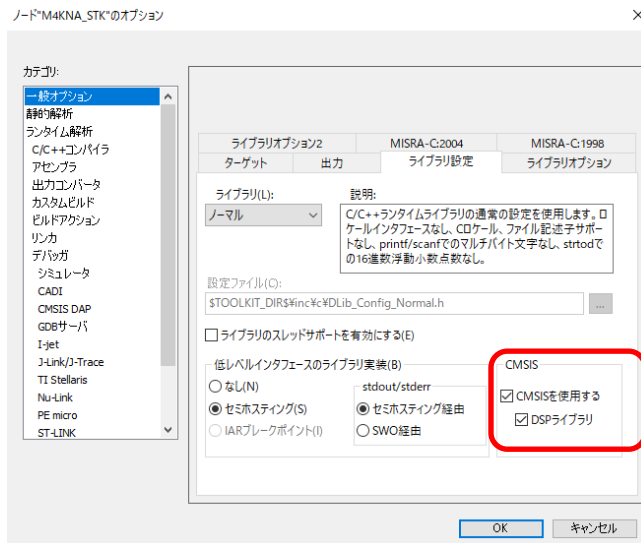 ノード"M4KNA_STK"のオプション
カテゴリ:
一般オプション
静的解析
ランタイム解析
C/C++コンパイラ
アセンブラ
出力コンバータ
カスタムビルド
ビルドアクション
リンカ
デバッガ
シミュレータ
CADI
CMSIS DAP
GDBサーバ
I-jet
J-Link/J-Trace
TI Stellaris
Nu-Link
PE micro
ST-LINK
ライブラリオプション2 MISRA-C:2004 MISRA-C:1998
ターゲット 出力 ライブラリ設定 ライブラリオプション
ライブラリ(L): 説明:
ノーマル
C/C++ランタイムライブラリの通常の設定を使用します。ロ
ケールインタフェースなし、Cロケール、ファイル記述子サポー
トなし、printf/scanfでのマルチバイト文字なし、strtodで
の16進数浮動小数点数なし。
設定ファイル(C):
$TOOLKIT_DIR$¥inc¥c¥DLib_Config_Normal.h ...
ライブラリのスレッドサポートを有効にする(E)
低レベルインタフェースのライブラリ実装(B)
なし(N)
セミホスティング(S)
IARブレークポイント(I)
stdout/stderr
セミホスティング経由
SWO経由
CMSIS
CMSISを使用する
DSPライブラリ
OK キャンセル